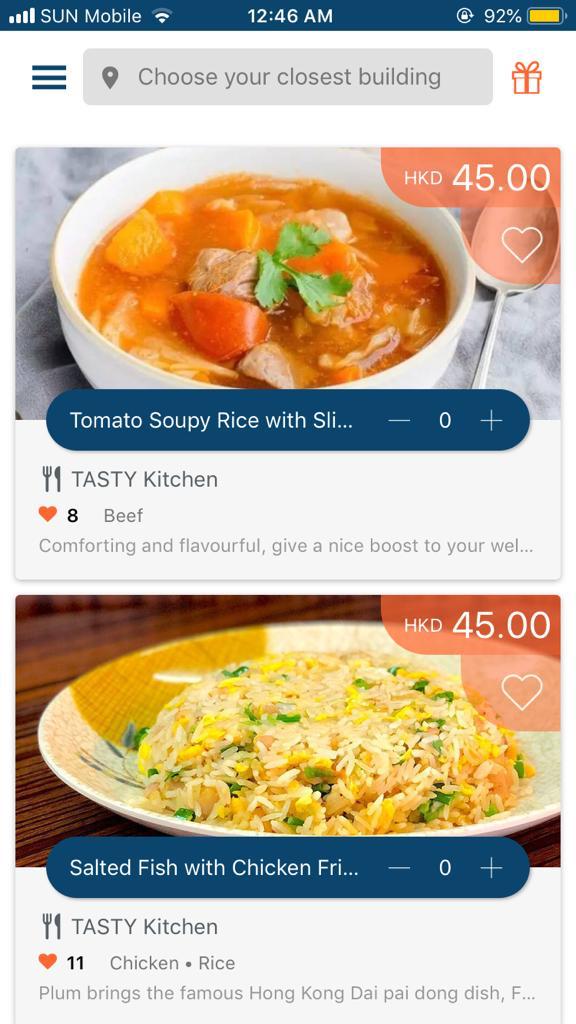 SUN Mobile 12:46 AM 92%
Choose your closest building
HKD 45.00
Tomato Soupy Rice with Sli... — 0 +
TASTY Kitchen
8 Beef
Comforting and flavourful, give a nice boost to your wel...
HKD 45.00
Salted Fish with Chicken Fri... — 0 +
TASTY Kitchen
11 Chicken • Rice
Plum brings the famous Hong Kong Dai pai dong dish, F...